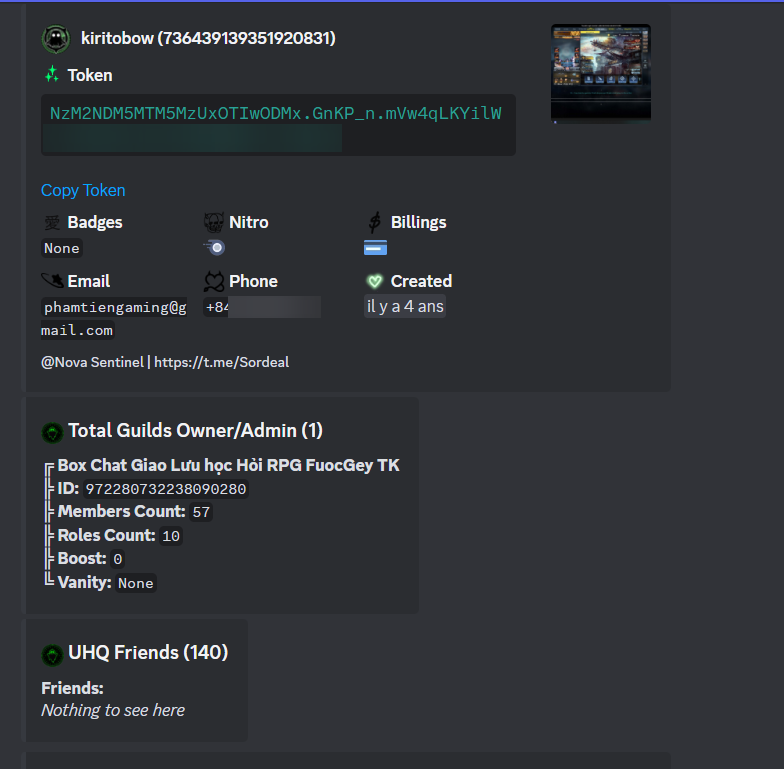 kiritobow (736439139351920831)
Token
NzM2NDM5MTM5MzUxOTIwODMx.GnKP_n.mVw4qLKYilW
Copy Token
愛 Badges Nitro Billings
None
Email Phone Created
phamtiengaming@g +84 il y a 4 ans
mail.com
@Nova Sentinel | https://t.me/Sordeal
Total Guilds Owner/Admin (1)
╔ Box Chat Giao Lưu học Hỏi RPG FuocGey TK
╠ ID: 972280732238090280
╠ Members Count: 57
╠ Roles Count: 10
╠ Boost: 0
╚ Vanity: None
UHQ Friends (140)
Friends:
Nothing to see here